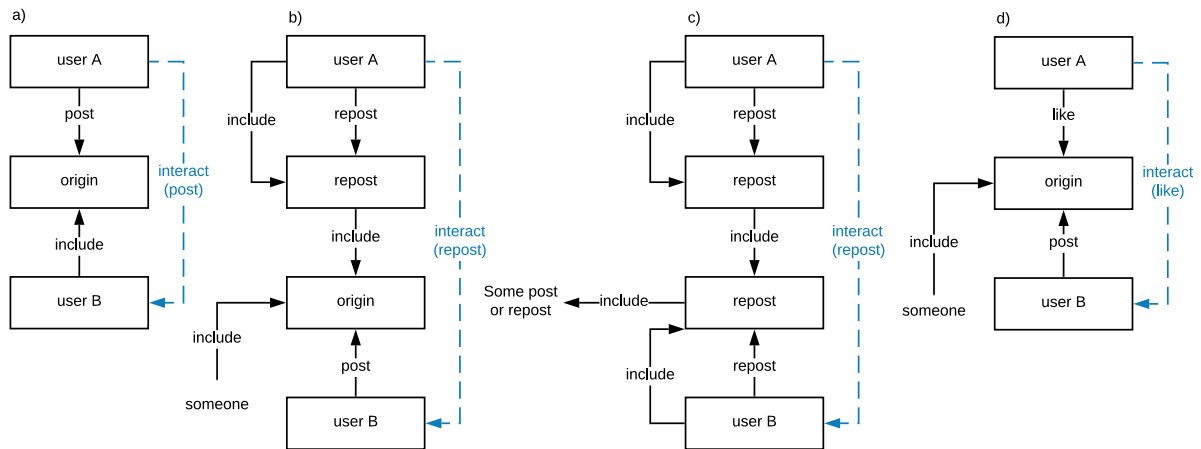 a)
user A
post
origin
interact
(post)
include
user B
b)
user A
include
repost
repost
include
interact
(repost)
origin
include
post
someone
user B
c)
user A
include
repost
repost
include
interact
(repost)
Some post
or repost
include
repost
include
repost
user B
d)
user A
like
origin
interact
(like)
include
post
someone
user B